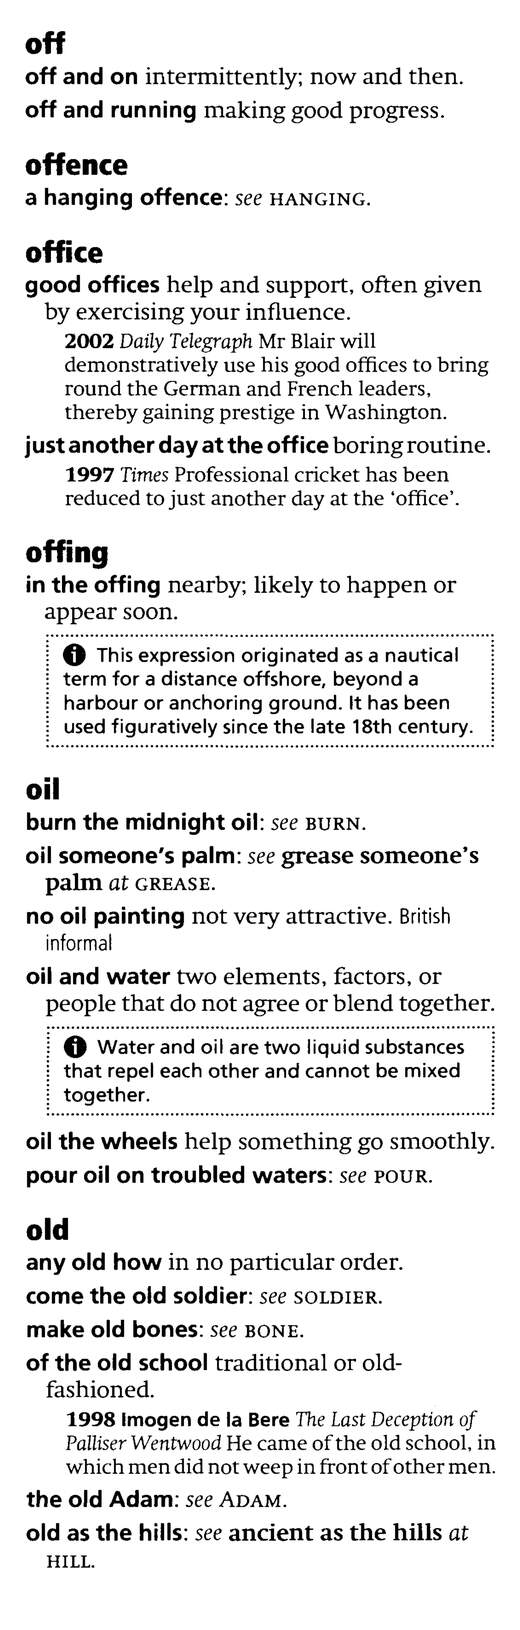 off
off and on intermittently; now and then.
off and running making good progress.
offence
a hanging offence: see HANGING.
office
good offices help and support, often given
by exercising your influence.
2002 Daily Telegraph Mr Blair will
demonstratively use his good offices to bring
round the German and French leaders,
thereby gaining prestige in Washington.
just another day at the office boring routine.
1997 Times Professional cricket has been
reduced to just another day at the ‘office’.
offing
in the offing nearby; likely to happen or
appear soon.
i This expression originated as a nautical
term for a distance offshore, beyond a
harbour or anchoring ground. It has been
used figuratively since the late 18th century.
oil
burn the midnight oil: see BURN.
oil someone's palm: see grease someone's
palm at GREASE.
no oil painting not very attractive. British
informal
oil and water two elements, factors, or
people that do not agree or blend together.
i Water and oil are two liquid substances
that repel each other and cannot be mixed
together.
oil the wheels help something go smoothly.
pour oil on troubled waters: see POUR.
old
any old how in no particular order.
come the old soldier: see SOLDIER.
make old bones: see BONE.
of the old school traditional or old-
fashioned.
1998 Imogen de la Bere The Last Deception of
Palliser Wentwood He came of the old school, in
which men did not weep in front of other men.
the old Adam: see ADAM.
old as the hills: see ancient as the hills at
HILL.